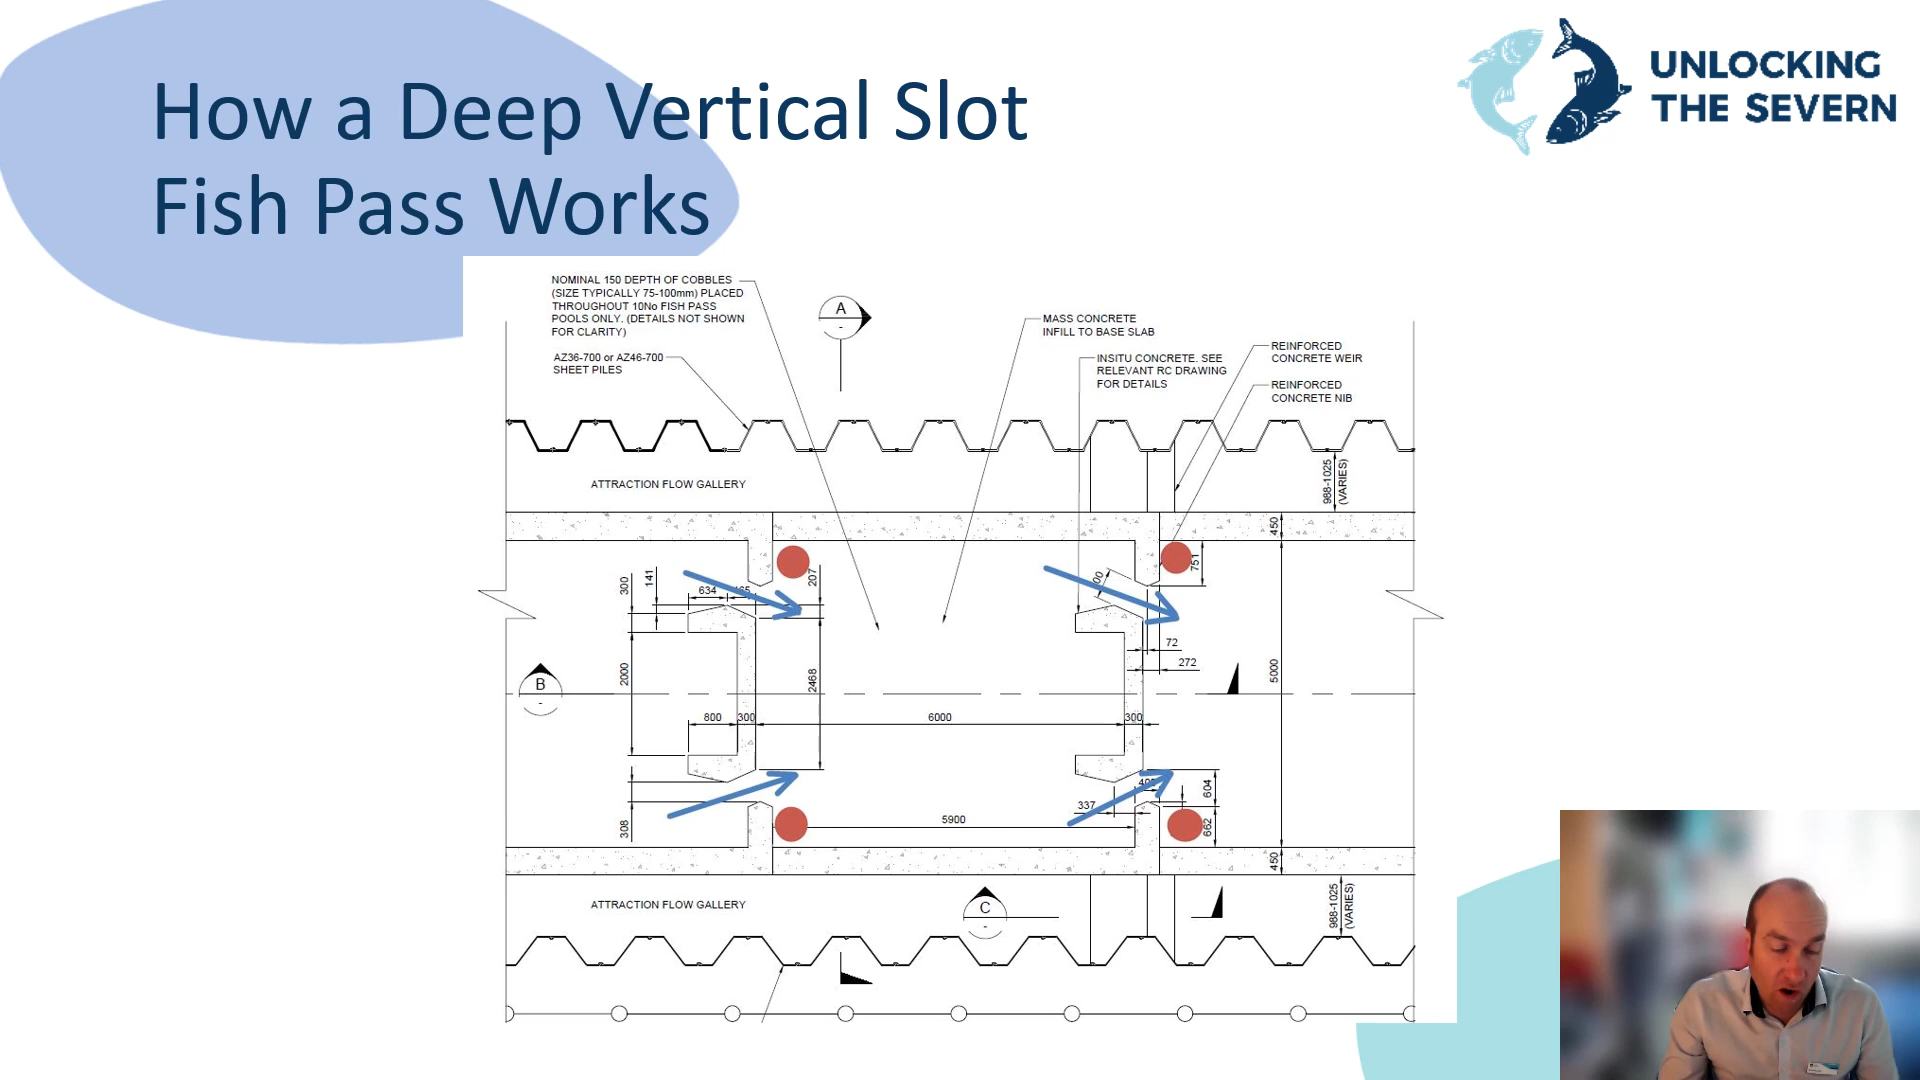 How a Deep Vertical Slot
Fish Pass Works
UNLOCKING
THE SEVERN
NOMINAL 150 DEPTH OF COBBLES
(SIZE TYPICALLY 75-100mm) PLACED
THROUGHOUT 10No FISH PASS
POOLS ONLY. (DETAILS NOT SHOWN
FOR CLARITY)
AZ36-700 or AZ46-700
SHEET PILES
A
-
MASS CONCRETE
INFILL TO BASE SLAB
INSITU CONCRETE. SEE
RELEVANT RC DRAWING
FOR DETAILS
REINFORCED
CONCRETE WEIR
REINFORCED
CONCRETE NIB
ATTRACTION FLOW GALLERY
988-1025
(VARIES)
450
300
141
634
207
751
72
272
2000
2468
5000
B
-
800
300
6000
300
337
604
308
5900
662
450
ATTRACTION FLOW GALLERY
C
-
988-1025
(VARIES)